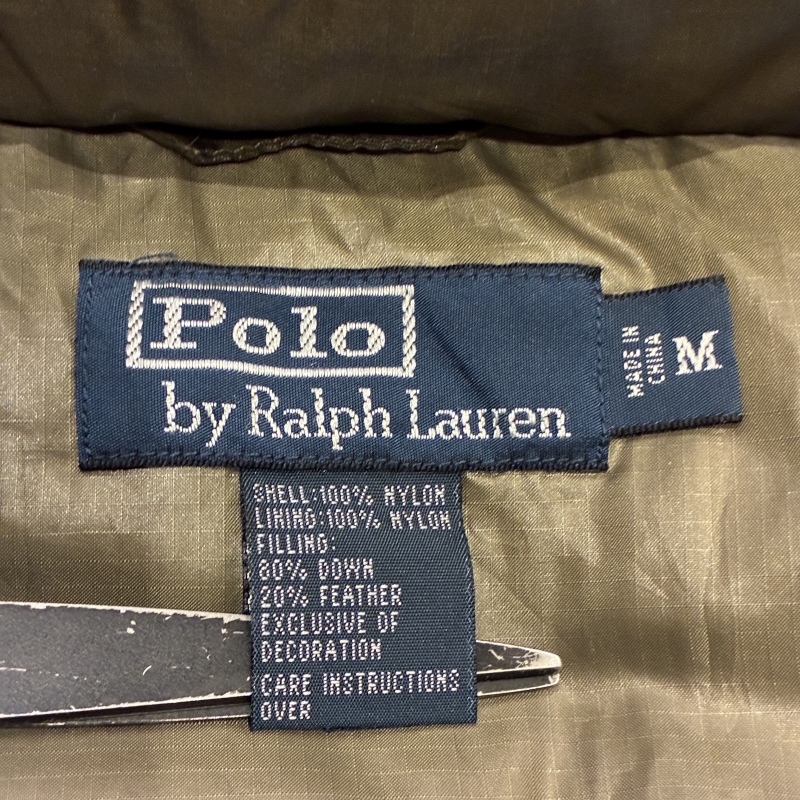 Polo
by Ralph Lauren
MADE IN
CHINA
M
SHELL:100% NYLON
LINING:100% NYLON
FILLING:
80% DOWN
20% FEATHER
EXCLUSIVE OF
DECORATION
CARE INSTRUCTIONS
OVER